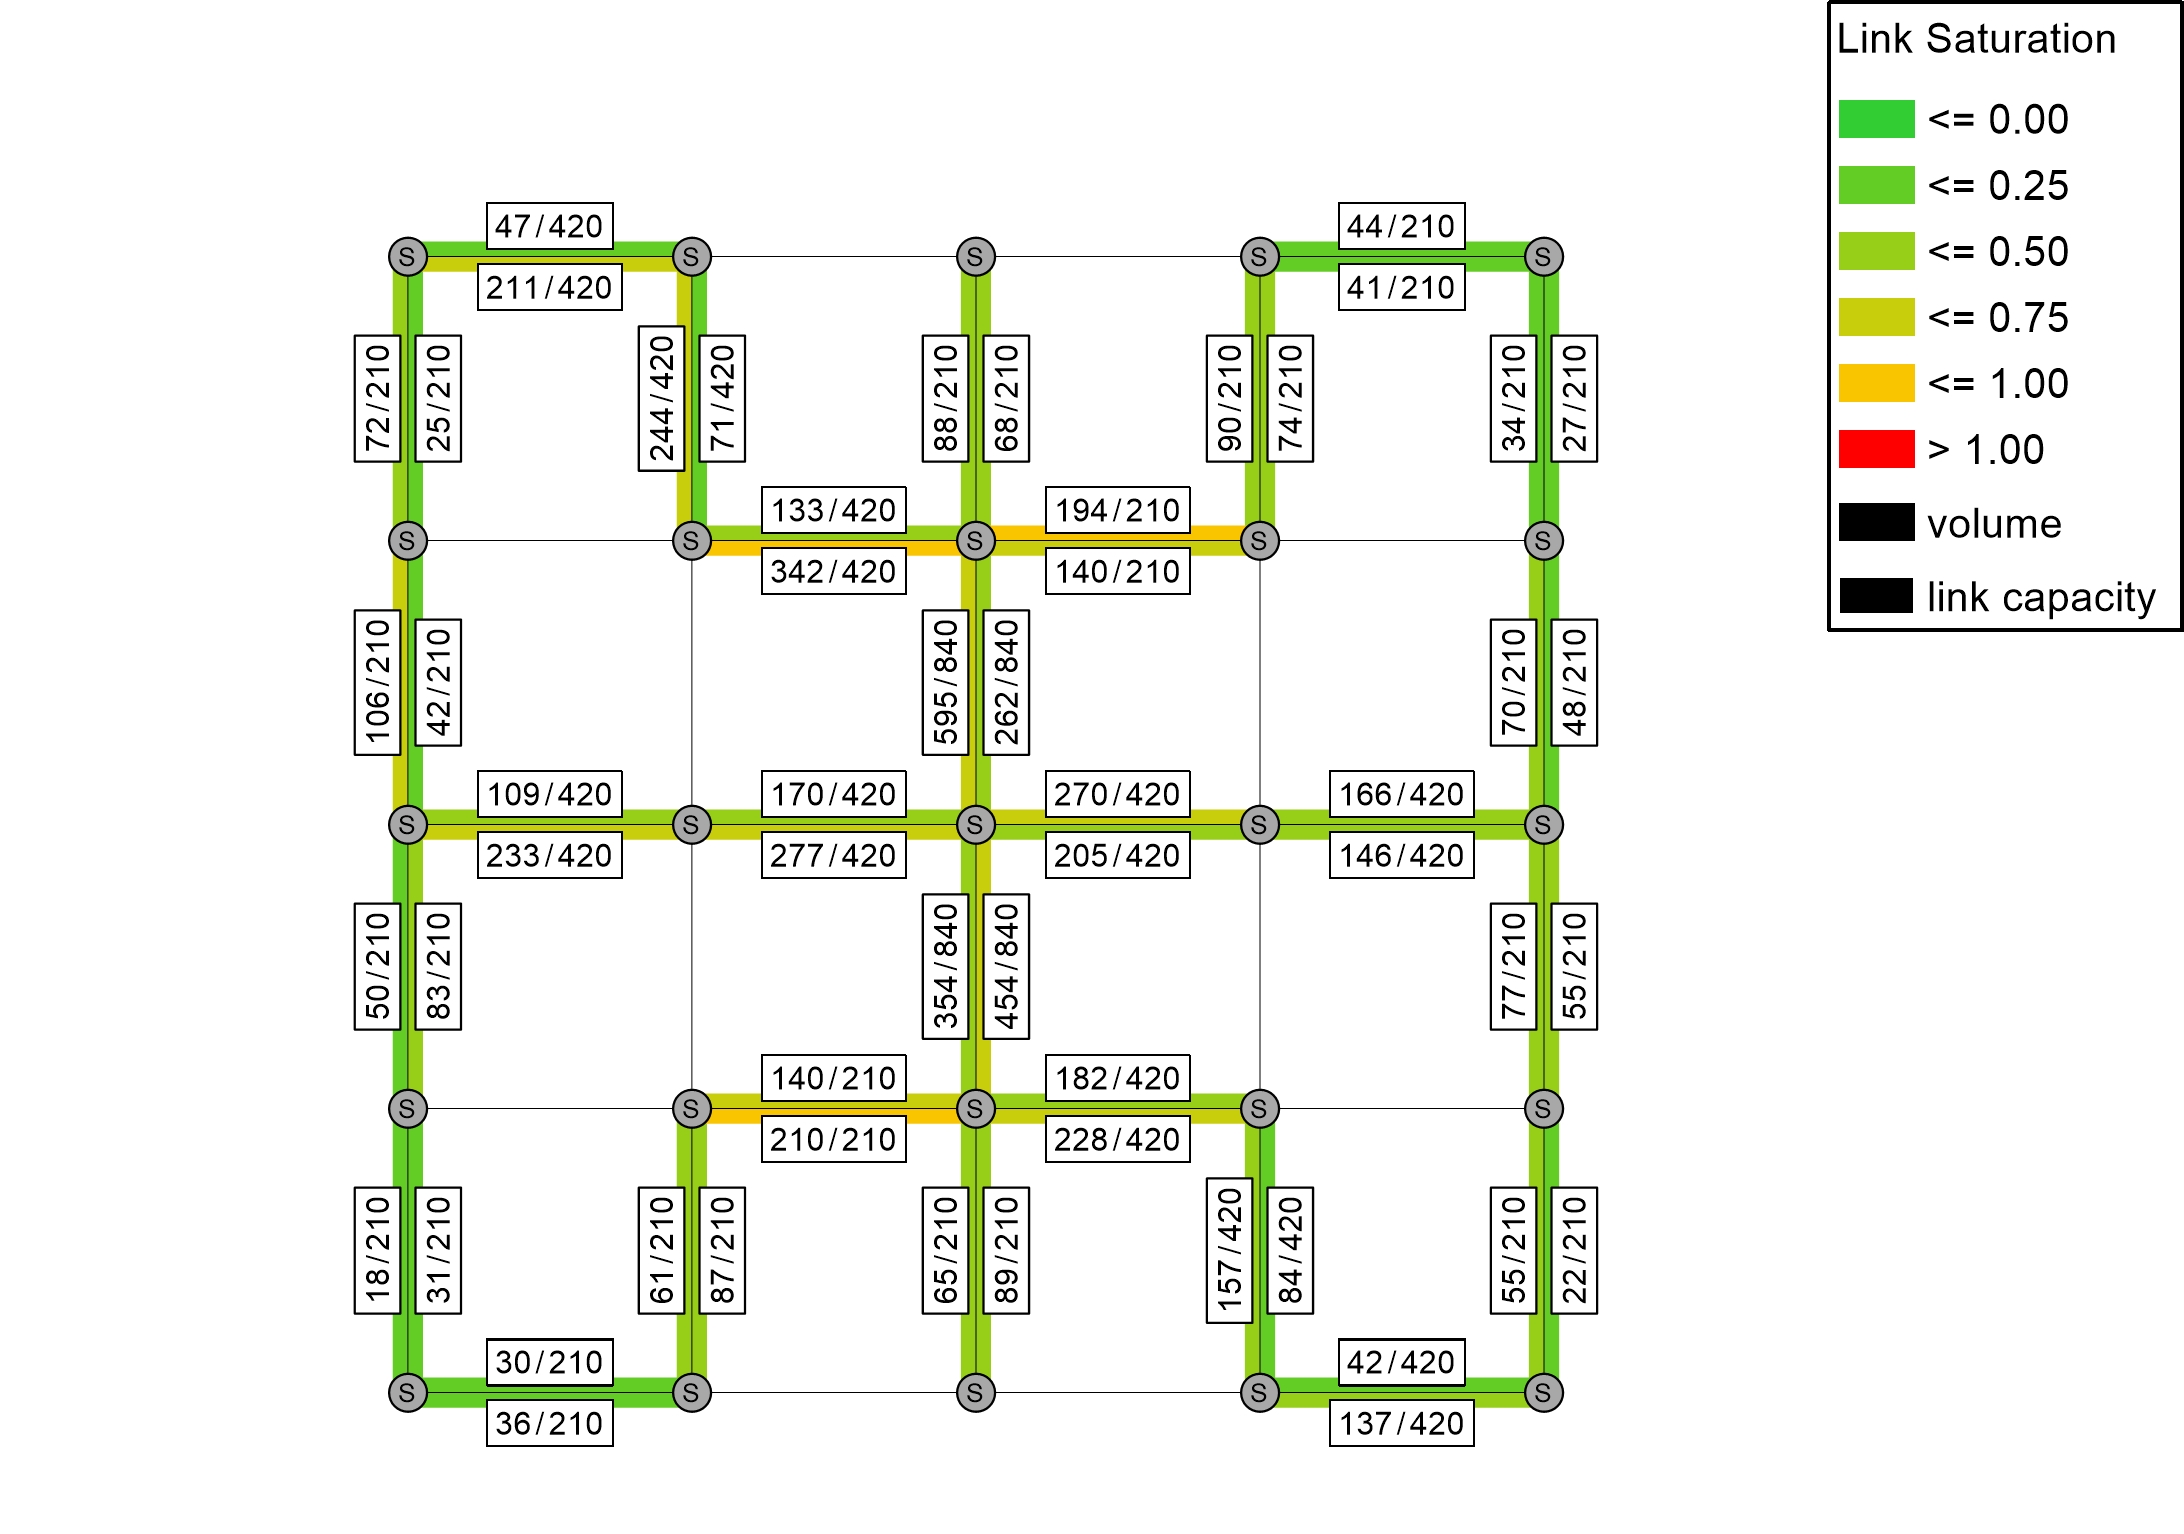 Link Saturation
<= 0.00
<= 0.25
<= 0.50
<= 0.75
<= 1.00
> 1.00
volume
link capacity
47/420
44/210
S
S
S
S
S
211/420
41/210
72/210
25/210
244/420
71/420
88/210
68/210
90/210
74/210
34/210
27/210
133/420
194/210
S
S
S
S
S
342/420
140/210
106/210
42/210
595/840
262/840
70/210
48/210
109/420
170/420
270/420
166/420
S
S
S
S
S
233/420
277/420
205/420
146/420
50/210
83/210
354/840
454/840
77/210
55/210
140/210
182/420
S
S
S
S
S
210/210
228/420
18/210
31/210
61/210
87/210
65/210
89/210
157/420
84/420
55/210
22/210
30/210
42/420
S
S
S
S
S
36/210
137/420